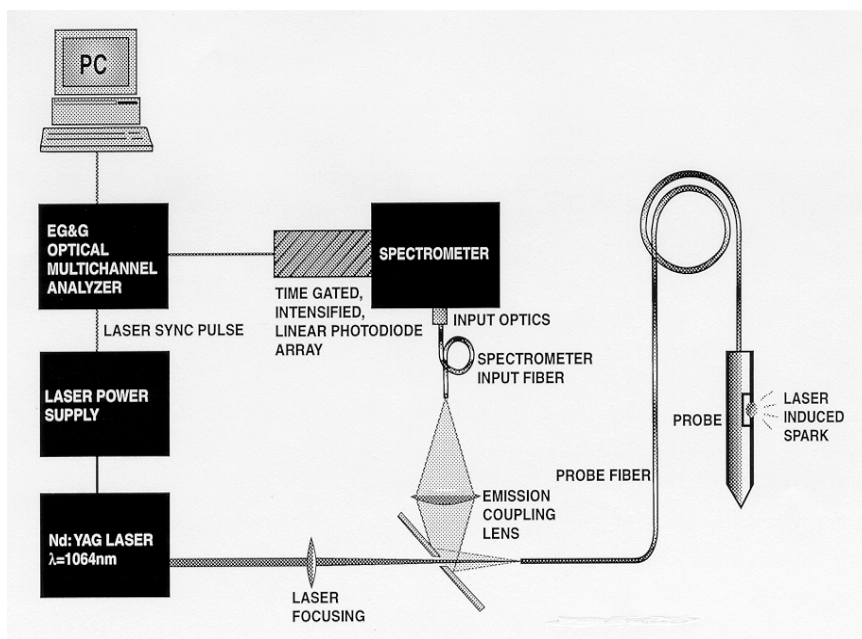 PC
EG&G
OPTICAL
MULTICHANNEL
ANALYZER
SPECTROMETER
TIME GATED,
INTENSIFIED,
LINEAR PHOTODIODE
ARRAY
INPUT OPTICS
LASER SYNC PULSE
SPECTROMETER
INPUT FIBER
LASER POWER
SUPPLY
PROBE
LASER
INDUCED
SPARK
PROBE FIBER
EMISSION
COUPLING
LENS
Nd: YAG LASER
λ=1064nm
LASER
FOCUSING